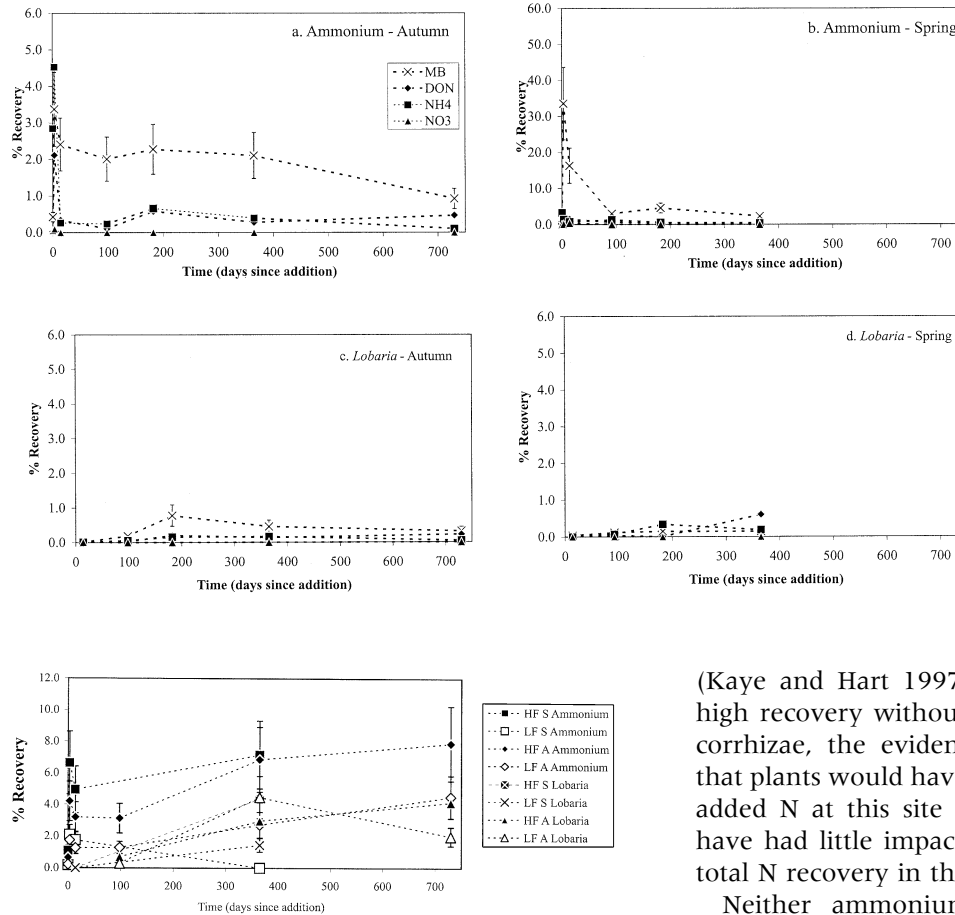 a. Ammonium - Autumn
6.0
5.0
4.0
3.0
2.0
1.0
0.0
% Recovery
MB
DON
NH4
NO3
0 100 200 300 400 500 600 700
Time (days since addition)
b. Ammonium - Spring
60.0
50.0
40.0
30.0
20.0
10.0
0.0
% Recovery
0 100 200 300 400 500 600 700
Time (days since addition)
c. Lobaria - Autumn
6.0
5.0
4.0
3.0
2.0
1.0
0.0
% Recovery
0 100 200 300 400 500 600 700
Time (days since addition)
d. Lobaria - Spring
6.0
5.0
4.0
3.0
2.0
1.0
0.0
% Recovery
0 100 200 300 400 500 600 700
Time (days since addition)
12.0
10.0
8.0
6.0
4.0
2.0
0.0
% Recovery
0 100 200 300 400 500 600 700
Time (days since addition)
HF S Ammonium
LF S Ammonium
HF A Ammonium
LF A Ammonium
HF S Lobaria
LF S Lobaria
HF A Lobaria
LF A Lobaria
(Kaye and Hart 1997
high recovery withou
corrhizae, the eviden
that plants would hav
added N at this site
have had little impac
total N recovery in th
Neither ammoniun